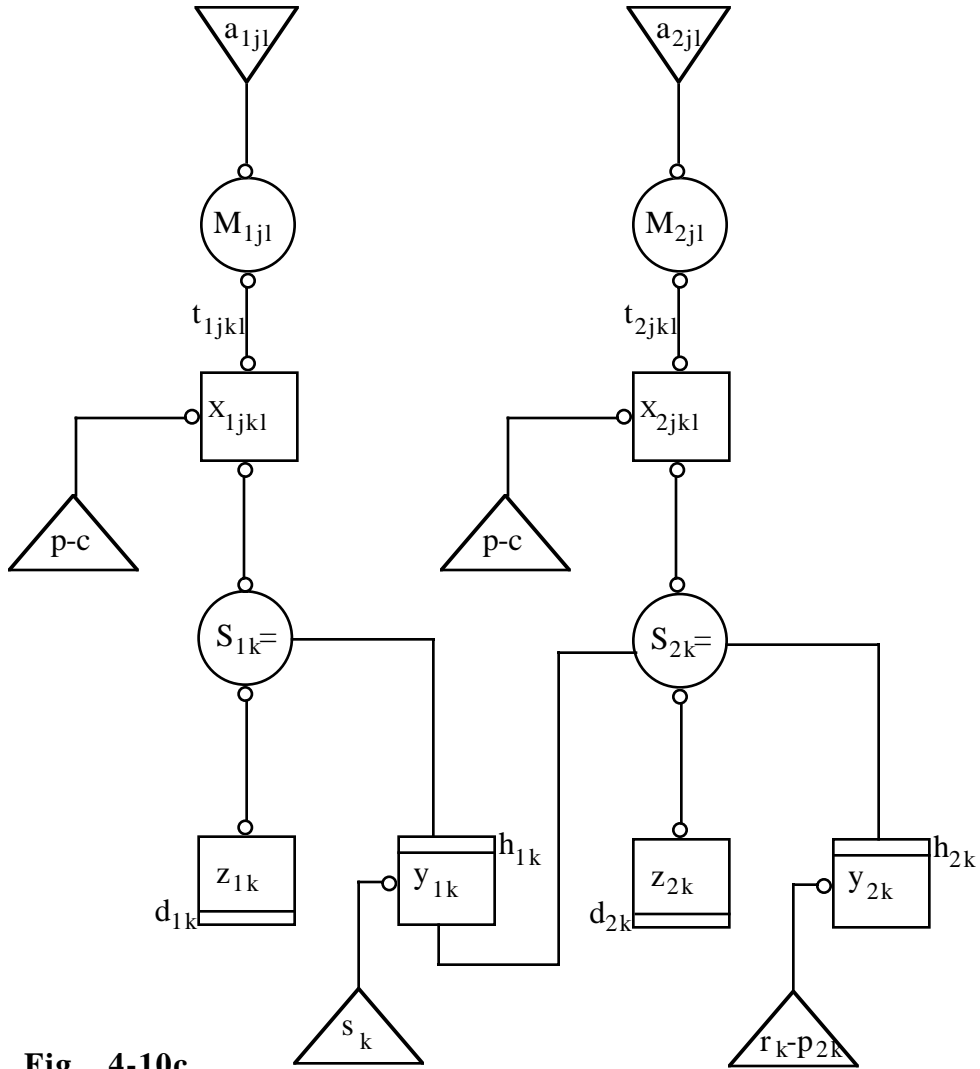 a1jl a2jl
M1jl M2jl
t1jkl t2jkl
x1jkl x2jkl
p-c p-c
S1k= S2k=
h1k h2k
z1k y1k z2k y2k
d1k d2k
sk rk-p2k
Fig. 4-10c